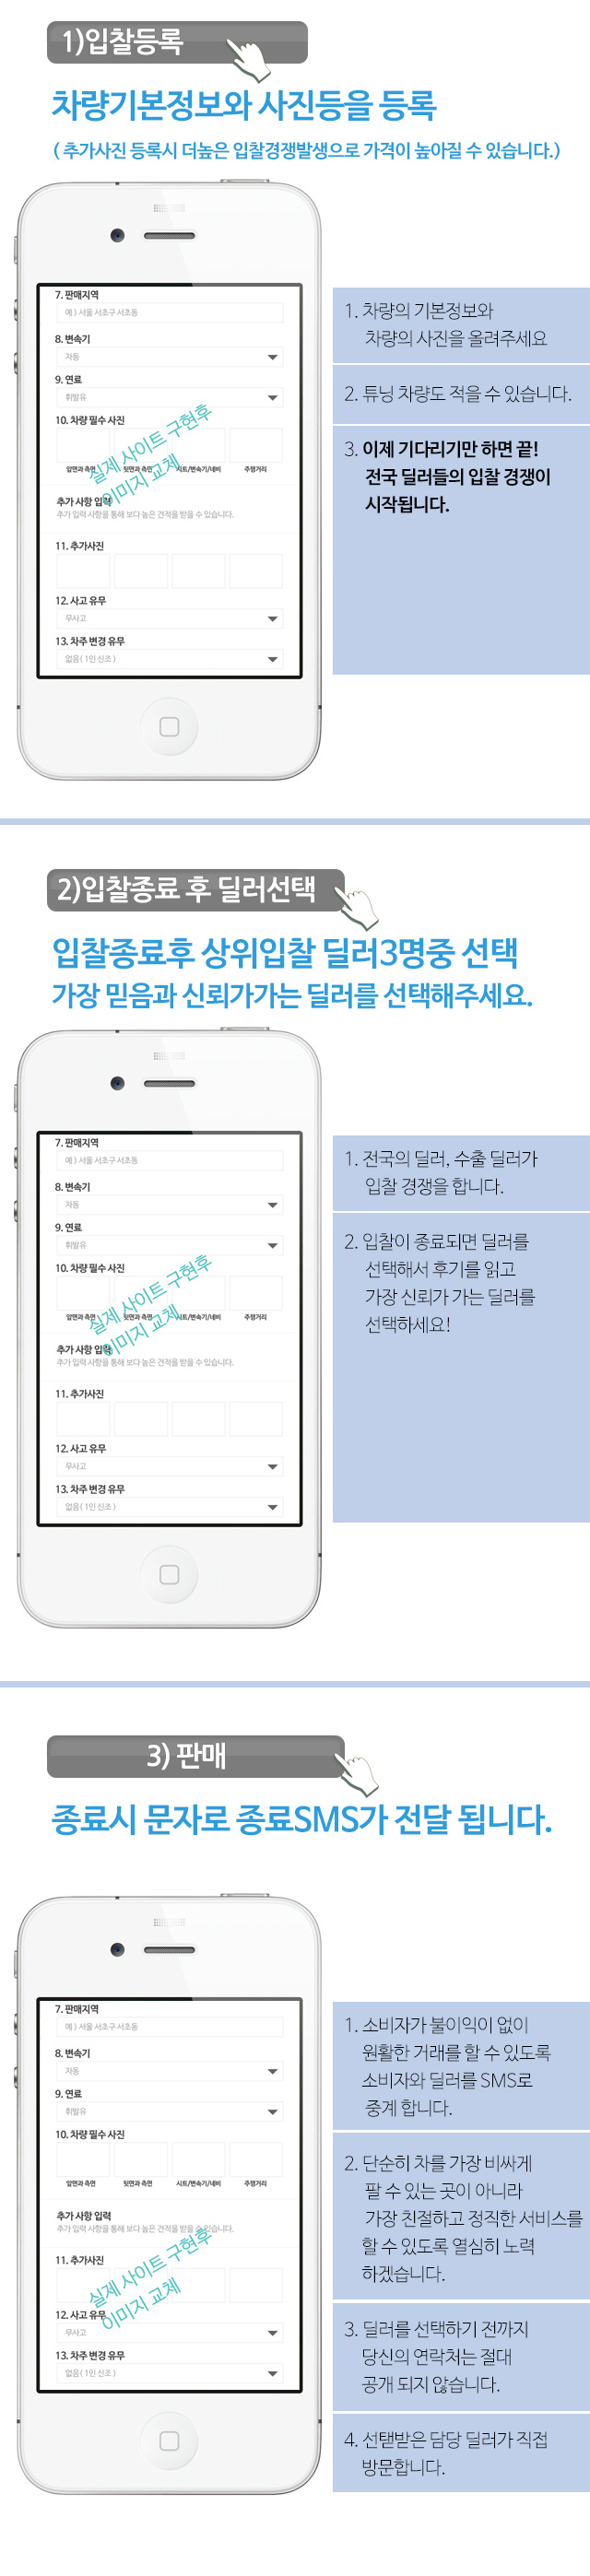 1)입찰등록
차량기본정보와 사진등을 등록
( 추가사진 등록시 더높은 입찰경쟁발생으로 가격이 높아질 수 있습니다.)
7. 판매지역
예 ) 서울 서초구 서초동
8. 변속기
자동
9. 연료
휘발유
10. 차량 필수 사진
앞면과 측면 뒷면과 측면 시트/변속기/네비 주행거리
실제 사이트 구현후
이미지 교체
추가 사항 입력
추가 입력 사항을 통해 보다 높은 견적을 받을 수 있습니다.
11. 추가사진
12. 사고 유무
무사고
13. 차주 변경 유무
없음( 1인 신조 )
1. 차량의 기본정보와
차량의 사진을 올려주세요
2. 튜닝 차량도 적을 수 있습니다.
3. 이제 기다리기만 하면 끝!
전국 딜러들의 입찰 경쟁이
시작됩니다.
2)입찰종료 후 딜러선택
입찰종료후 상위입찰 딜러3명중 선택
가장 믿음과 신뢰가가는 딜러를 선택해주세요.
7. 판매지역
예 ) 서울 서초구 서초동
8. 변속기
자동
9. 연료
휘발유
10. 차량 필수 사진
앞면과 측면 뒷면과 측면 시트/변속기/네비 주행거리
실제 사이트 구현후
이미지 교체
추가 사항 입력
추가 입력 사항을 통해 보다 높은 견적을 받을 수 있습니다.
11. 추가사진
12. 사고 유무
무사고
13. 차주 변경 유무
없음( 1인 신조 )
1. 전국의 딜러, 수출 딜러가
입찰 경쟁을 합니다.
2. 입찰이 종료되면 딜러를
선택해서 후기를 읽고
가장 신뢰가 가는 딜러를
선택하세요!
3) 판매
종료시 문자로 종료SMS가 전달 됩니다.
7. 판매지역
예 ) 서울 서초구 서초동
8. 변속기
자동
9. 연료
휘발유
10. 차량 필수 사진
앞면과 측면 뒷면과 측면 시트/변속기/네비 주행거리
추가 사항 입력
추가 입력 사항을 통해 보다 높은 견적을 받을 수 있습니다.
11. 추가사진
실제 사이트 구현후
이미지 교체
12. 사고 유무
무사고
13. 차주 변경 유무
없음( 1인 신조 )
1. 소비자가 불이익이 없이
원활한 거래를 할 수 있도록
소비자와 딜러를 SMS로
중계 합니다.
2. 단순히 차를 가장 비싸게
팔 수 있는 곳이 아니라
가장 친절하고 정직한 서비스를
할 수 있도록 열심히 노력
하겠습니다.
3. 딜러를 선택하기 전까지
당신의 연락처는 절대
공개 되지 않습니다.
4. 선탣받은 담당 딜러가 직접
방문합니다.